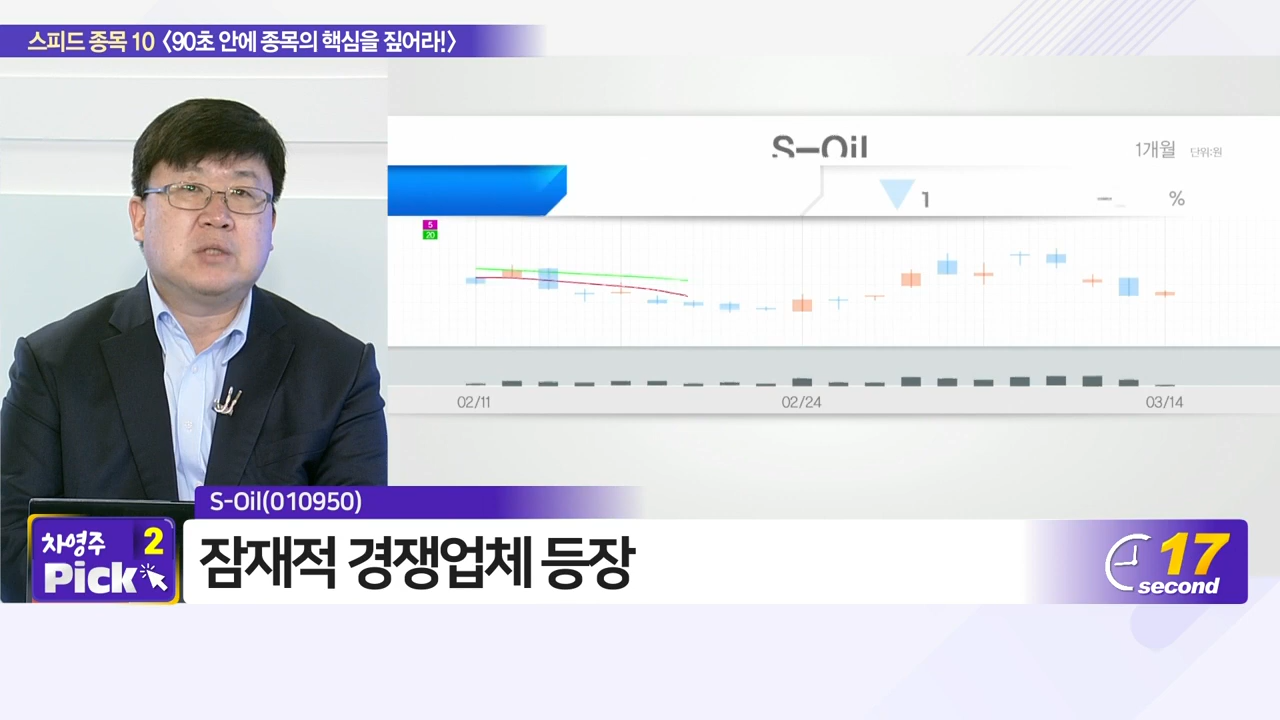 스피드 종목 10 〈90초 안에 종목의 핵심을 짚어라!〉
S-Oil
1개월 단위:원
1 %
5
20
02/11 02/24 03/14
S-Oil(010950)
차영주 2
Pick
잠재적 경쟁업체 등장
17
second